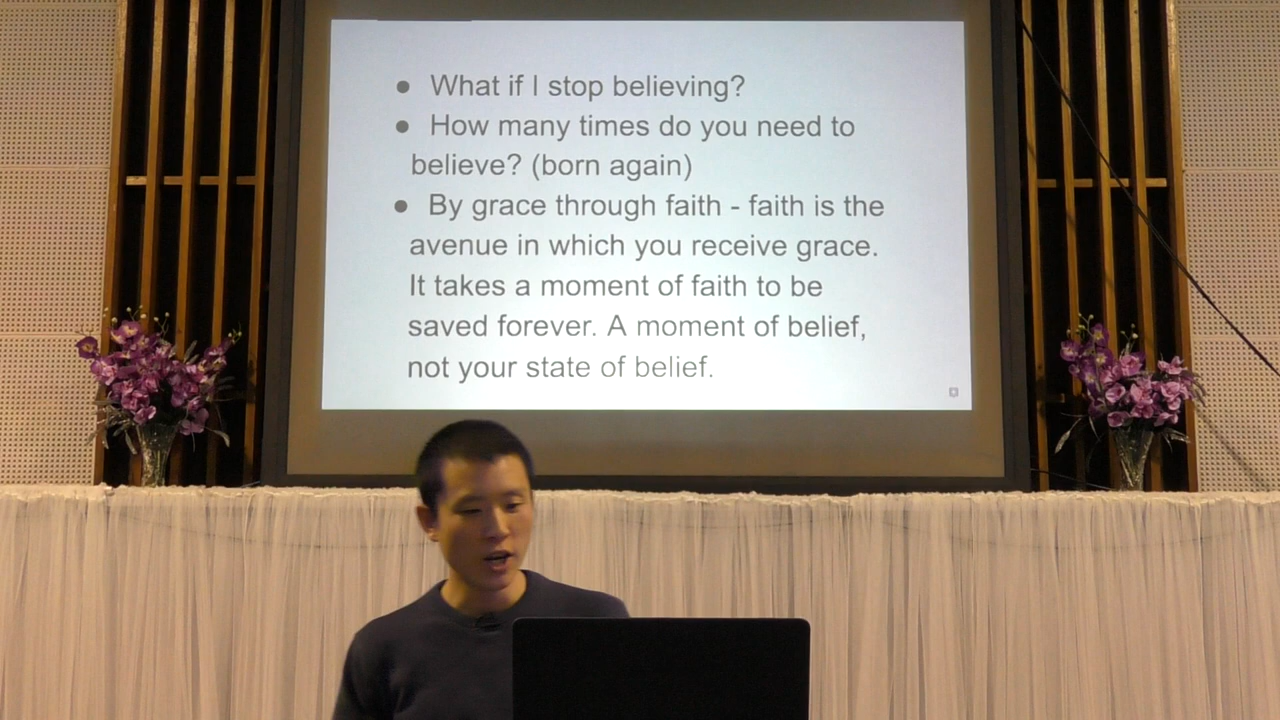 ● What if I stop believing?
● How many times do you need to
believe? (born again)
● By grace through faith - faith is the
avenue in which you receive grace.
It takes a moment of faith to be
saved forever. A moment of belief,
not your state of belief.